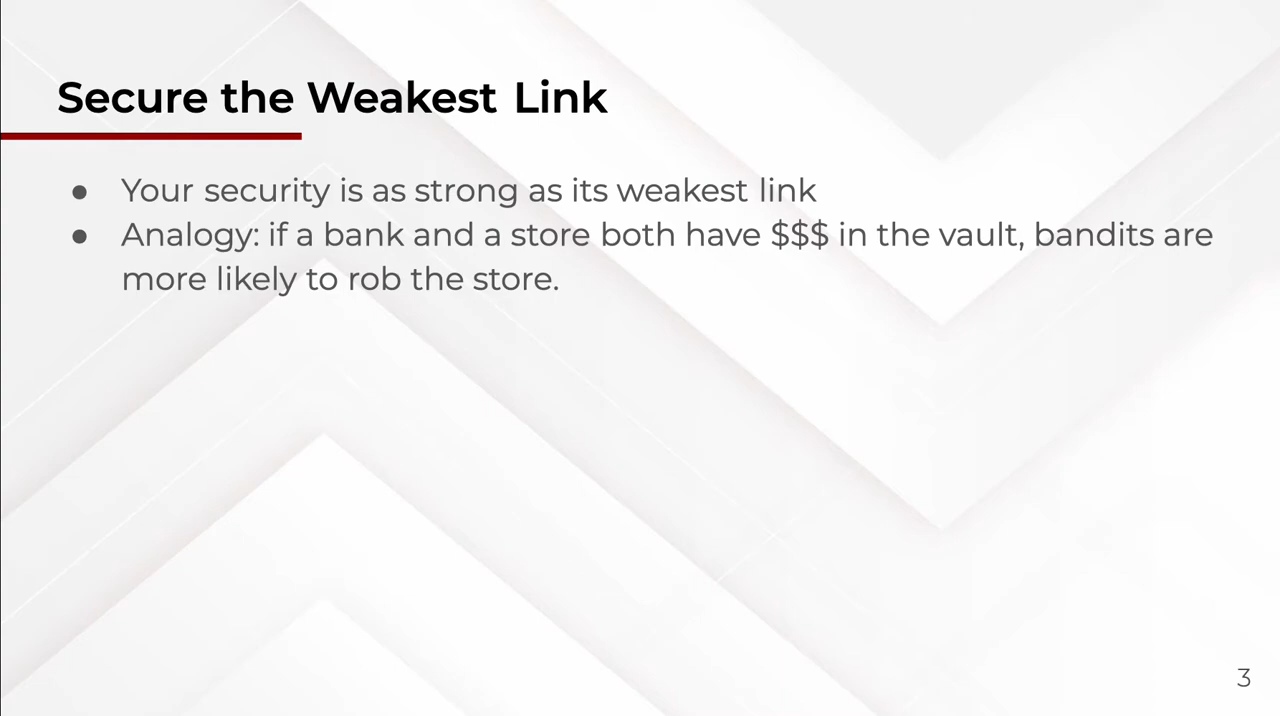 Secure the Weakest Link
● Your security is as strong as its weakest link
● Analogy: if a bank and a store both have $$$ in the vault, bandits are
more likely to rob the store.
3